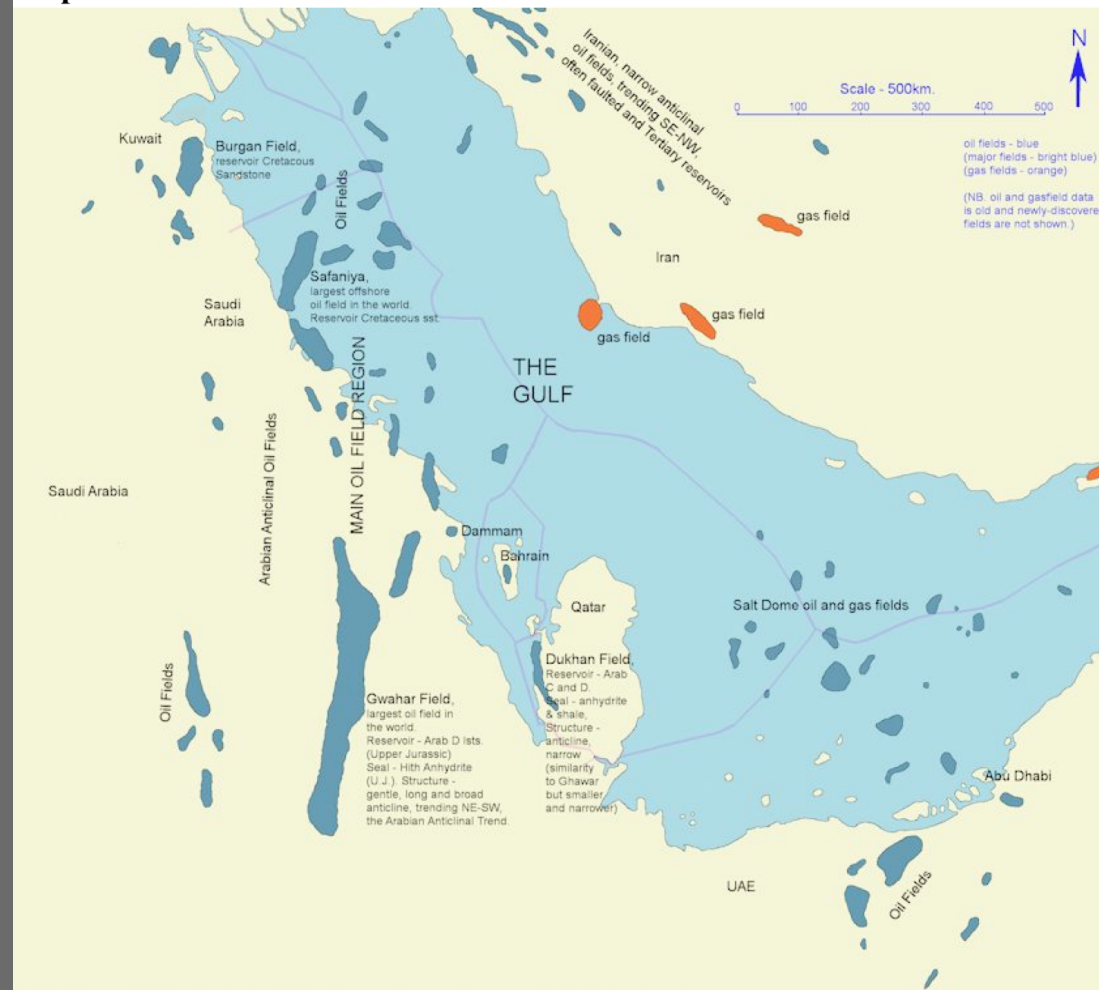 Iranian, narrow anticlinal
oil fields, trending SE-NW,
often faulted and Tertiary reservoirs
N
Scale - 500km.
0 100 200 300 400 500
oil fields - blue
(major fields - bright blue)
(gas fields - orange)
(NB. oil and gasfield data
is old and newly-discovere
fields are not shown.)
Kuwait
Burgan Field,
reservoir Cretacous
Sandstone
Oil Fields
gas field
Iran
Safaniya,
largest offshore
oil field in the world.
Reservoir Cretaceous sst.
Saudi
Arabia
gas field
gas field
THE
GULF
MAIN OIL FIELD REGION
Arabian Anticlinal Oil Fields
Saudi Arabia
Dammam
Bahrain
Qatar
Salt Dome oil and gas fields
Oil Fields
Dukhan Field,
Reservoir - Arab
C and D.
Seal - anhydrite
& shale,
Structure -
anticline,
narrow
(similarity
to Ghawar
but smaller
and narrower)
Gwahar Field,
largest oil field in
the world.
Reservoir - Arab D lsts.
(Upper Jurassic)
Seal - Hith Anhydrite
(U.J.). Structure -
gentle, long and broad
anticline, trending NE-SW,
the Arabian Anticlinal Trend.
Abu Dhabi
UAE
Oil Fields